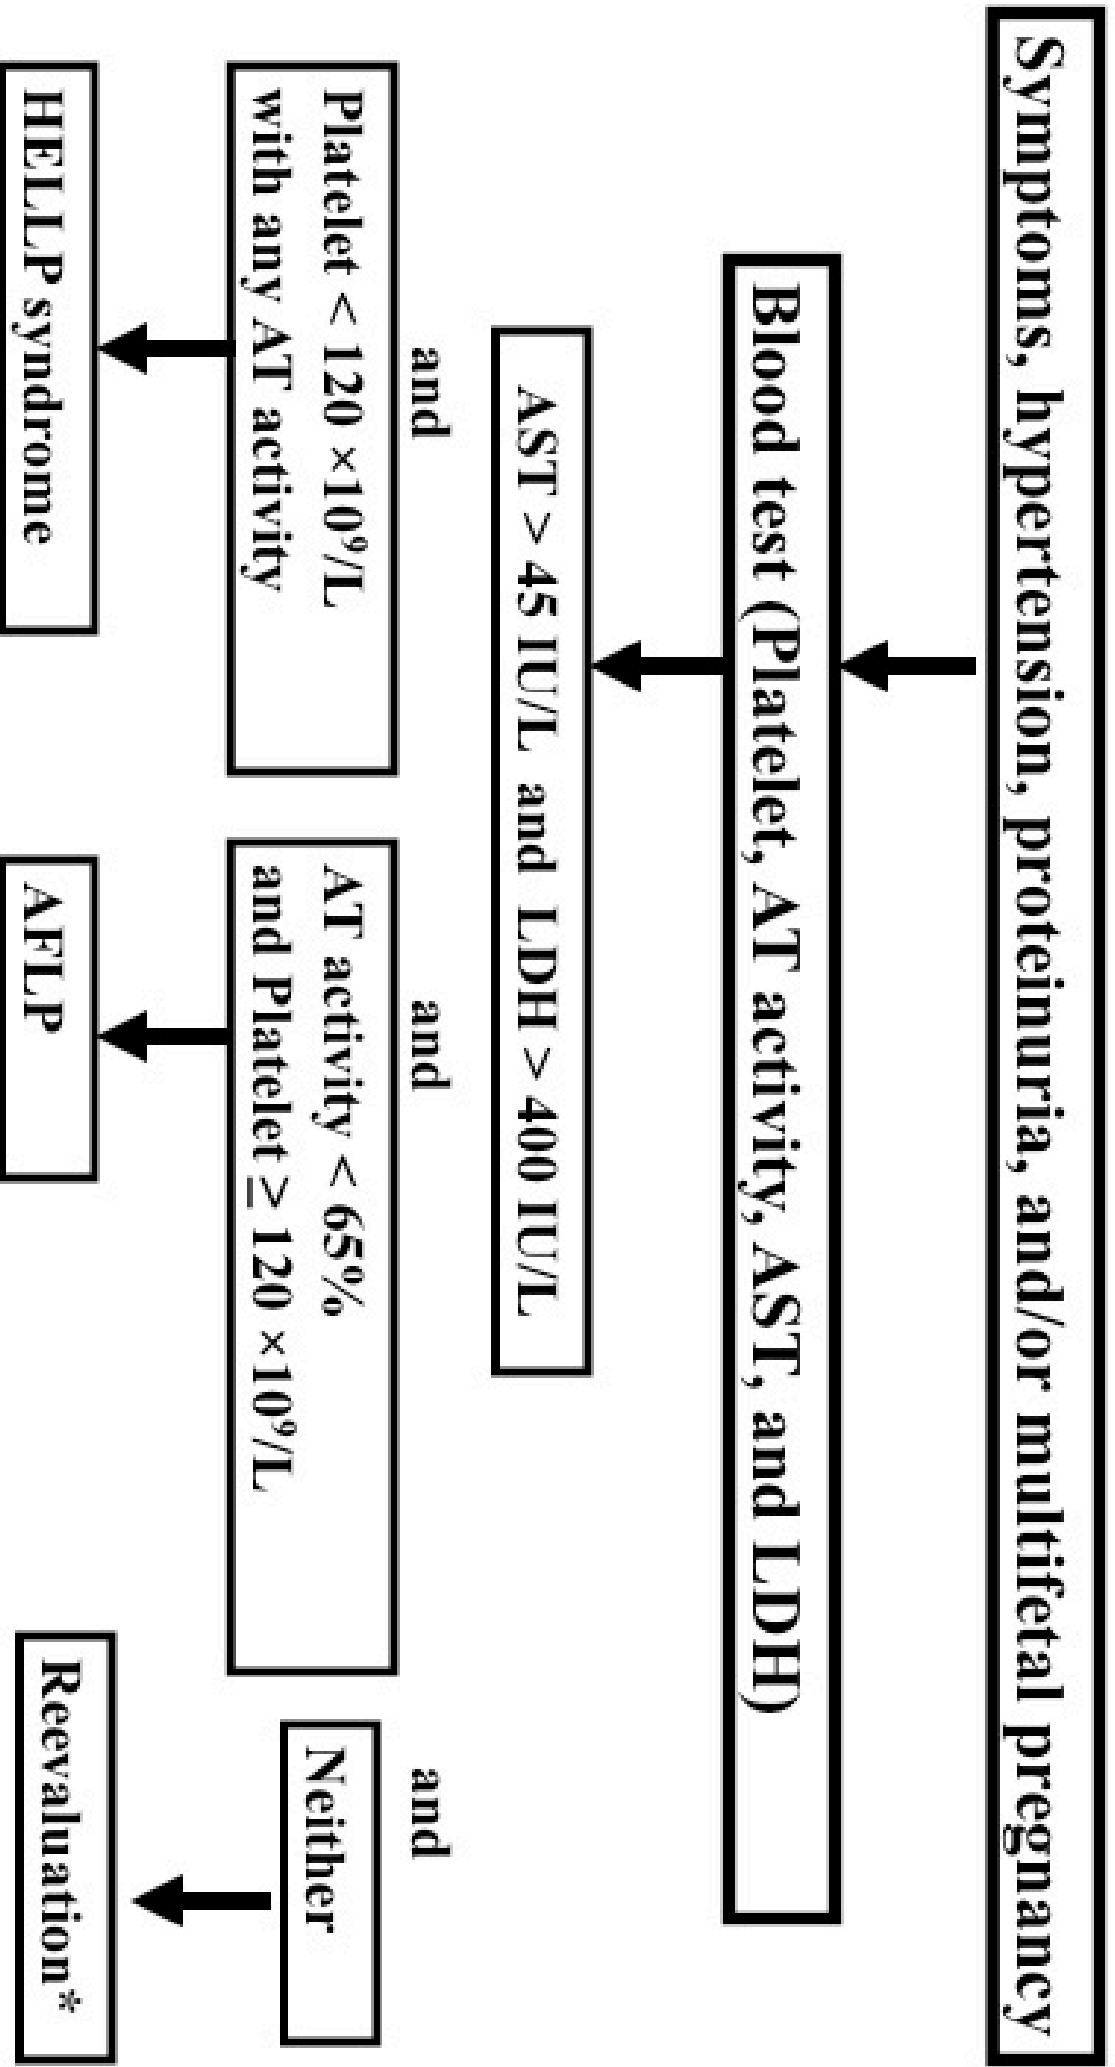 Symptoms, hypertension, proteinuria, and/or multifetal pregnancy
Blood test (Platelet, AT activity, AST, and LDH)
AST > 45 IU/L and LDH > 400 IU/L
and
Platelet < 120 ×10⁹/L
with any AT activity
HELLP syndrome
and
AT activity < 65%
and Platelet ≥ 120 ×10⁹/L
AFLP
and
Neither
Reevaluation*